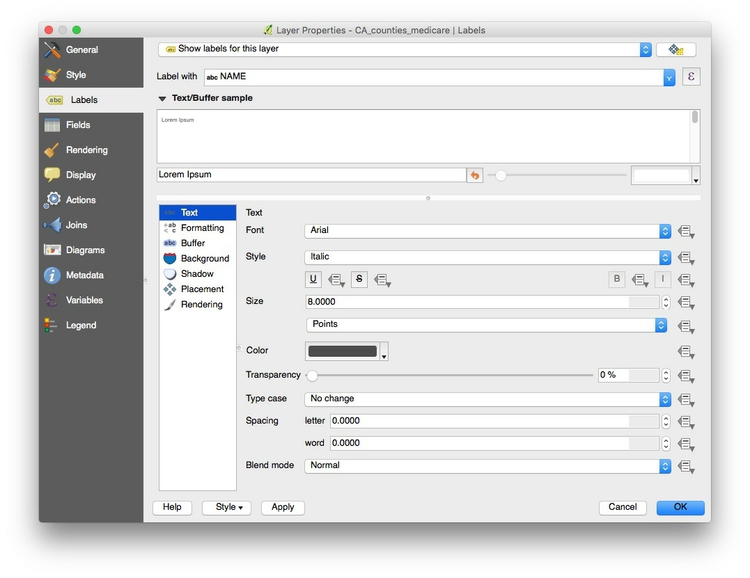 Layer Properties - CA_counties_medicare | Labels
General
Style
abc Labels
Fields
Rendering
Display
Actions
Joins
Diagrams
Metadata
Variables
Legend
abc Show labels for this layer
Label with abc NAME ε
Text/Buffer sample
Lorem Ipsum
Lorem Ipsum
Text
Formatting
abc Buffer
Background
Shadow
Placement
Rendering
Text
Font Arial
Style Italic
U S B I
Size 8.0000
Points
Color
Transparency 0 %
Type case No change
Spacing letter 0.0000
word 0.0000
Blend mode Normal
Help Style Apply Cancel OK